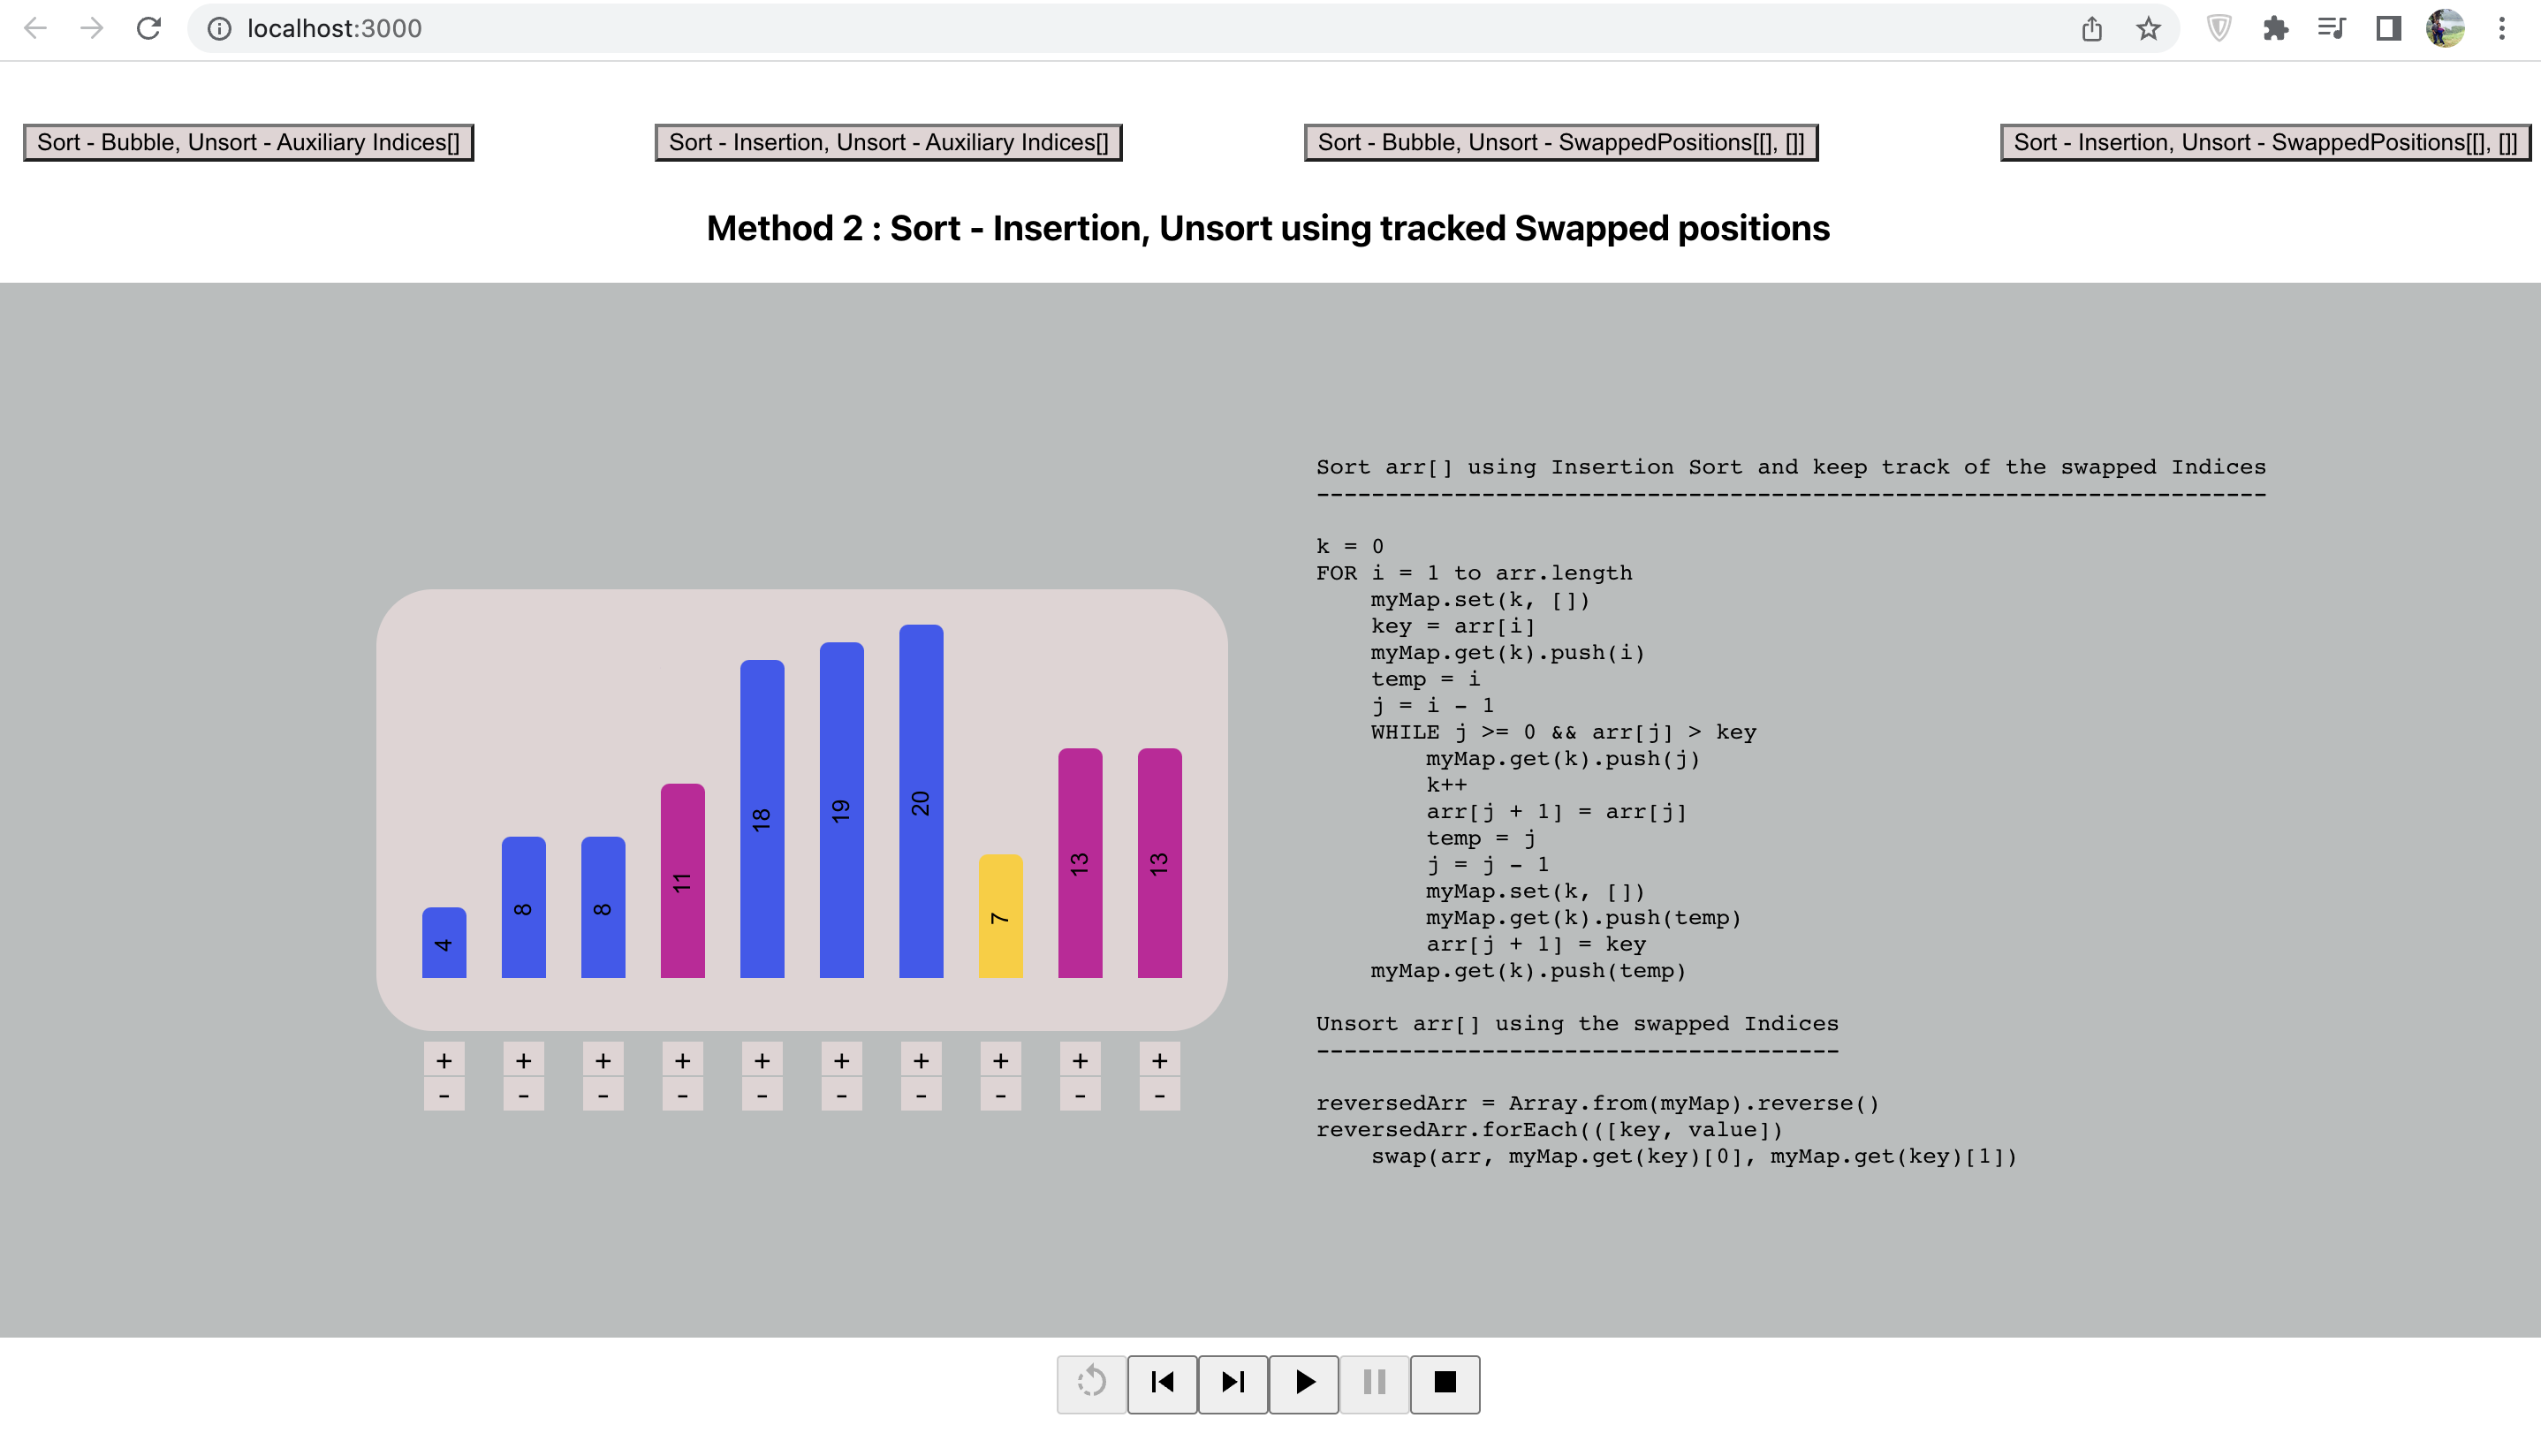 localhost:3000
Sort - Bubble, Unsort - Auxiliary Indices[]
Sort - Insertion, Unsort - Auxiliary Indices[]
Sort - Bubble, Unsort - SwappedPositions[[], []]
Sort - Insertion, Unsort - SwappedPositions[[], []]
Method 2 : Sort - Insertion, Unsort using tracked Swapped positions
4 8 8 11 18 19 20 7 13 13
+ + + + + + + + + +
- - - - - - - - - -
Sort arr[] using Insertion Sort and keep track of the swapped Indices
---------------------------------------------------------------------
k = 0
FOR i = 1 to arr.length
    myMap.set(k, [])
    key = arr[i]
    myMap.get(k).push(i)
    temp = i
    j = i - 1
    WHILE j >= 0 && arr[j] > key
        myMap.get(k).push(j)
        k++
        arr[j + 1] = arr[j]
        temp = j
        j = j - 1
        myMap.set(k, [])
        myMap.get(k).push(temp)
        arr[j + 1] = key
    myMap.get(k).push(temp)
Unsort arr[] using the swapped Indices
--------------------------------------
reversedArr = Array.from(myMap).reverse()
reversedArr.forEach(([key, value])
    swap(arr, myMap.get(key)[0], myMap.get(key)[1])